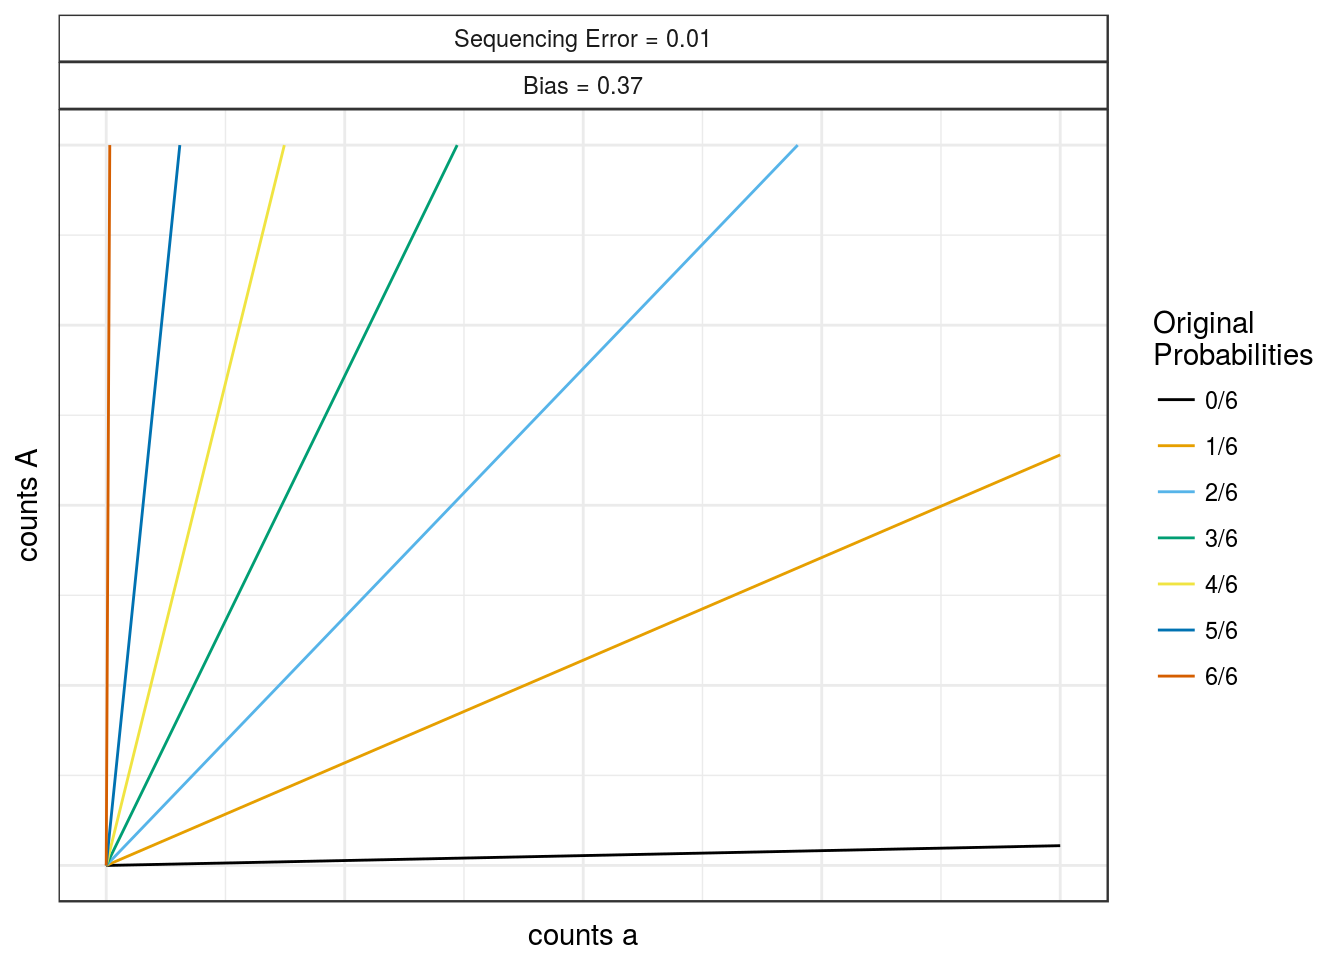 Sequencing Error = 0.01
Bias = 0.37
counts A
counts a
Original
Probabilities
0/6
1/6
2/6
3/6
4/6
5/6
6/6